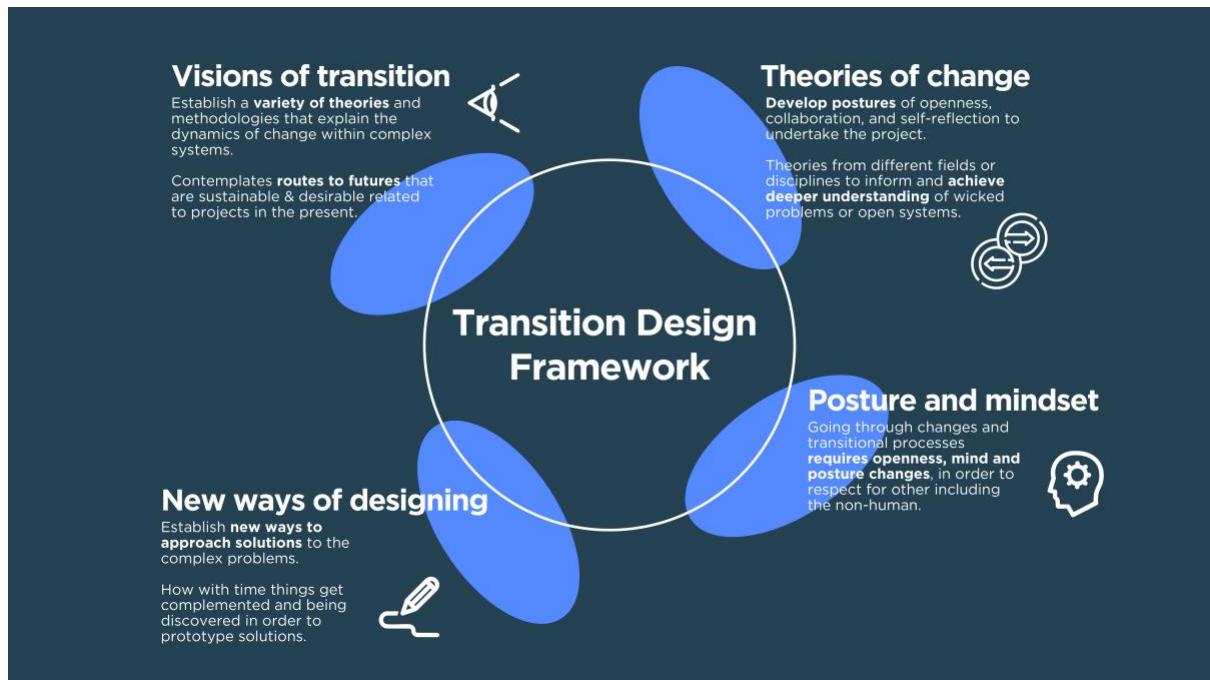 Visions of transition
Establish a variety of theories and
methodologies that explain the
dynamics of change within complex
systems.
Contemplates routes to futures that
are sustainable & desirable related
to projects in the present.
Theories of change
Develop postures of openness,
collaboration, and self-reflection to
undertake the project.
Theories from different fields or
disciplines to inform and achieve
deeper understanding of wicked
problems or open systems.
Transition Design
Framework
Posture and mindset
Going through changes and
transitional processes
requires openness, mind and
posture changes, in order to
respect for other including
the non-human.
New ways of designing
Establish new ways to
approach solutions to the
complex problems.
How with time things get
complemented and being
discovered in order to
prototype solutions.